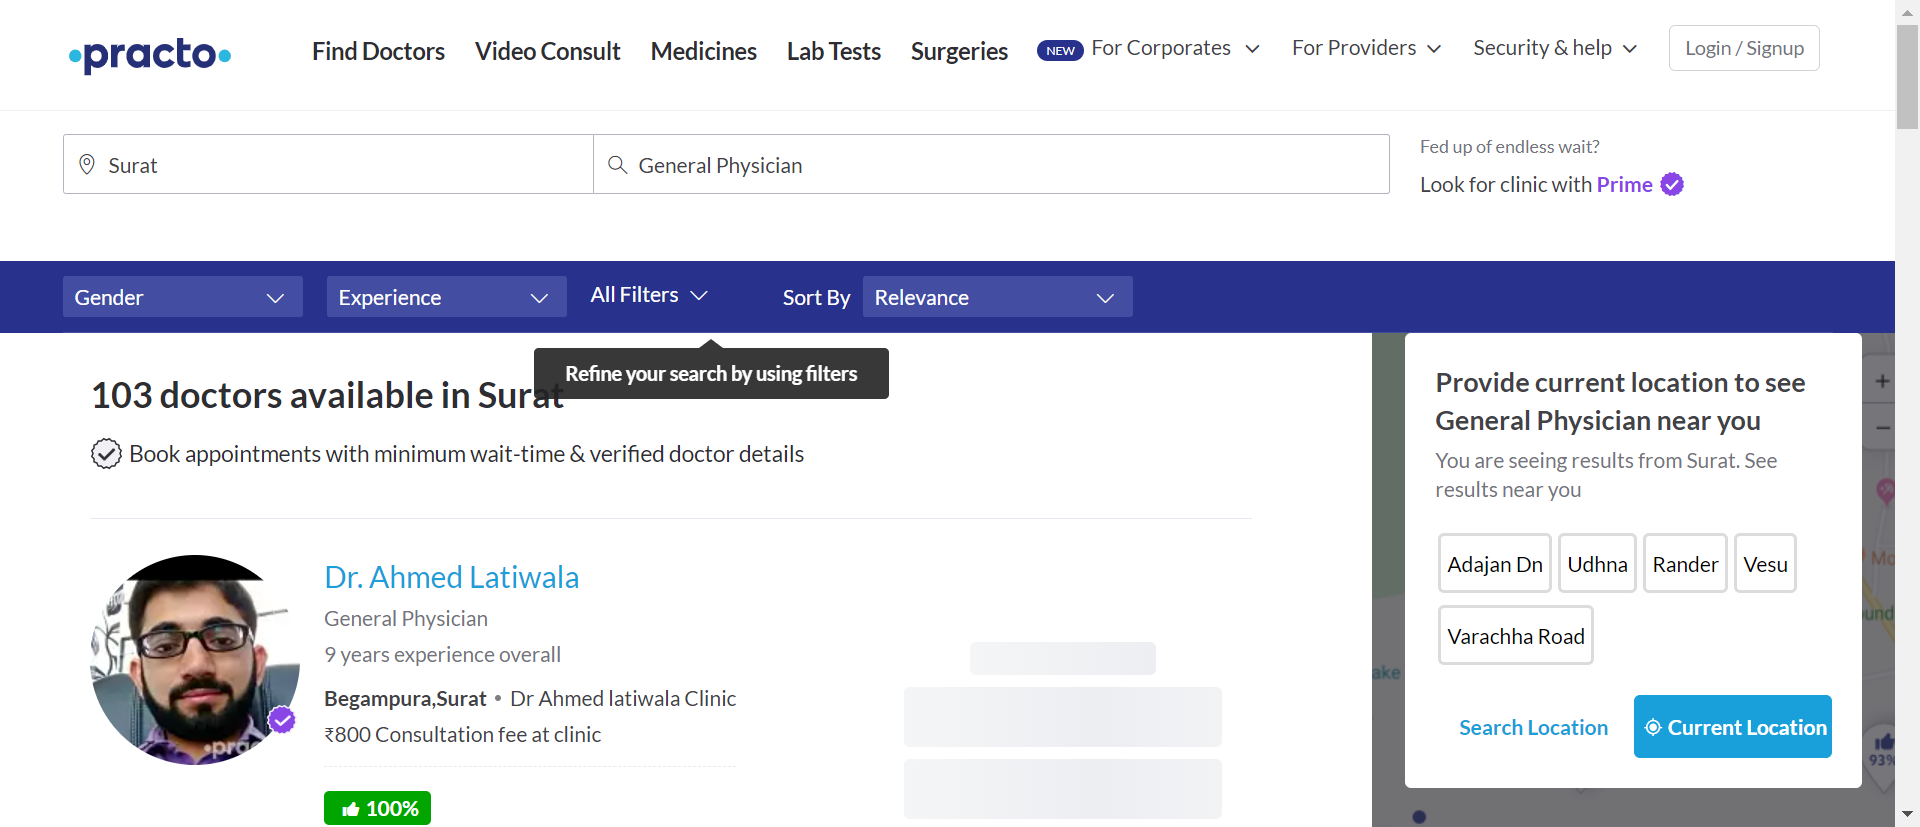 practo
Find Doctors
Video Consult
Medicines
Lab Tests
Surgeries
NEW
For Corporates
For Providers
Security & help
Login / Signup
Surat
General Physician
Fed up of endless wait?
Look for clinic with Prime
Gender
Experience
All Filters
Sort By
Relevance
Refine your search by using filters
103 doctors available in Surat
Book appointments with minimum wait-time & verified doctor details
Dr. Ahmed Latiwala
General Physician
9 years experience overall
Begampura,Surat • Dr Ahmed latiwala Clinic
₹800 Consultation fee at clinic
100%
Provide current location to see
General Physician near you
You are seeing results from Surat. See
results near you
Adajan Dn
Udhna
Rander
Vesu
Varachha Road
Search Location
Current Location
93%